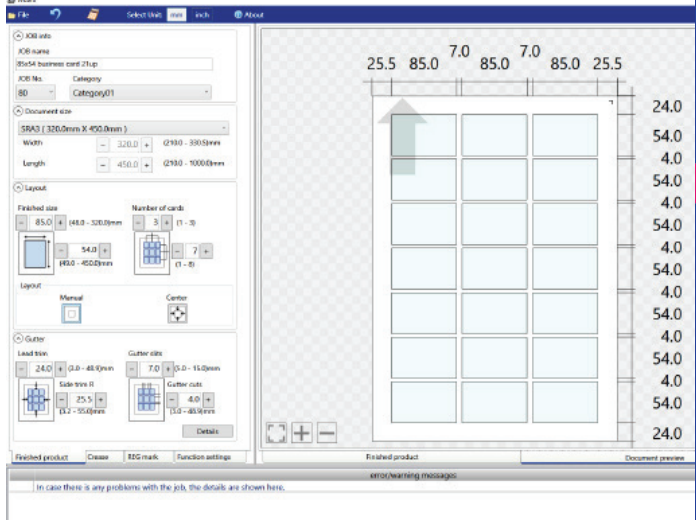 File Select Unit: mm inch About
JOB info
JOB name
85x54 business card 21up
JOB No. Category
80 Category01
Document size
SRA3 ( 320.0mm X 450.0mm )
Width - 320.0 + (210.0 - 330.5)mm
Length - 450.0 + (210.0 - 1000.0)mm
Layout
Finished size Number of cards
- 85.0 + (48.0 - 320.0)mm - 3 + (1 - 3)
- 54.0 + - 7 +
(49.0 - 450.0)mm (1 - 8)
Layout
Manual Center
Gutter
Lead trim Gutter slits
- 24.0 + (3.0 - 48.9)mm - 7.0 + (5.0 - 15.0)mm
Side trim R Gutter cuts
- 25.5 + - 4.0 +
(3.2 - 55.0)mm (3.0 - 48.9)mm
Details
Finished product Crease REG mark Function settings
7.0 7.0
25.5 85.0 85.0 85.0 25.5
24.0
54.0
4.0
54.0
4.0
54.0
4.0
54.0
4.0
54.0
4.0
54.0
4.0
54.0
24.0
Finished product Document preview
error/warning messages
In case there is any problems with the job, the details are shown here.